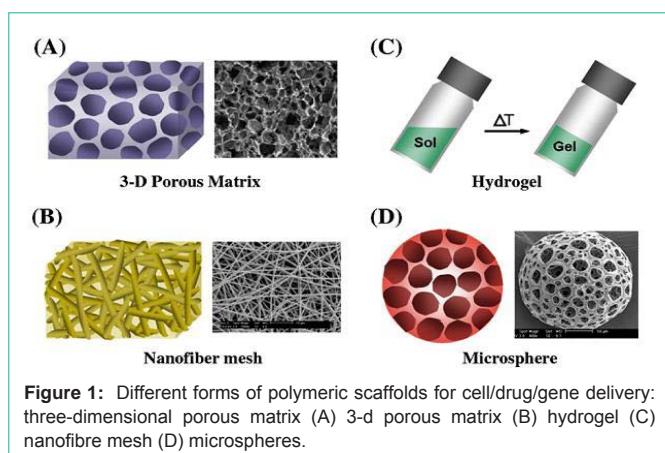 (A)
3-D Porous Matrix
(C)
ΔT
Sol
Gel
Hydrogel
(B)
Nanofiber mesh
(D)
Microsphere
Figure 1: Different forms of polymeric scaffolds for cell/drug/gene delivery:
three-dimensional porous matrix (A) 3-d porous matrix (B) hydrogel (C)
nanofibre mesh (D) microspheres.